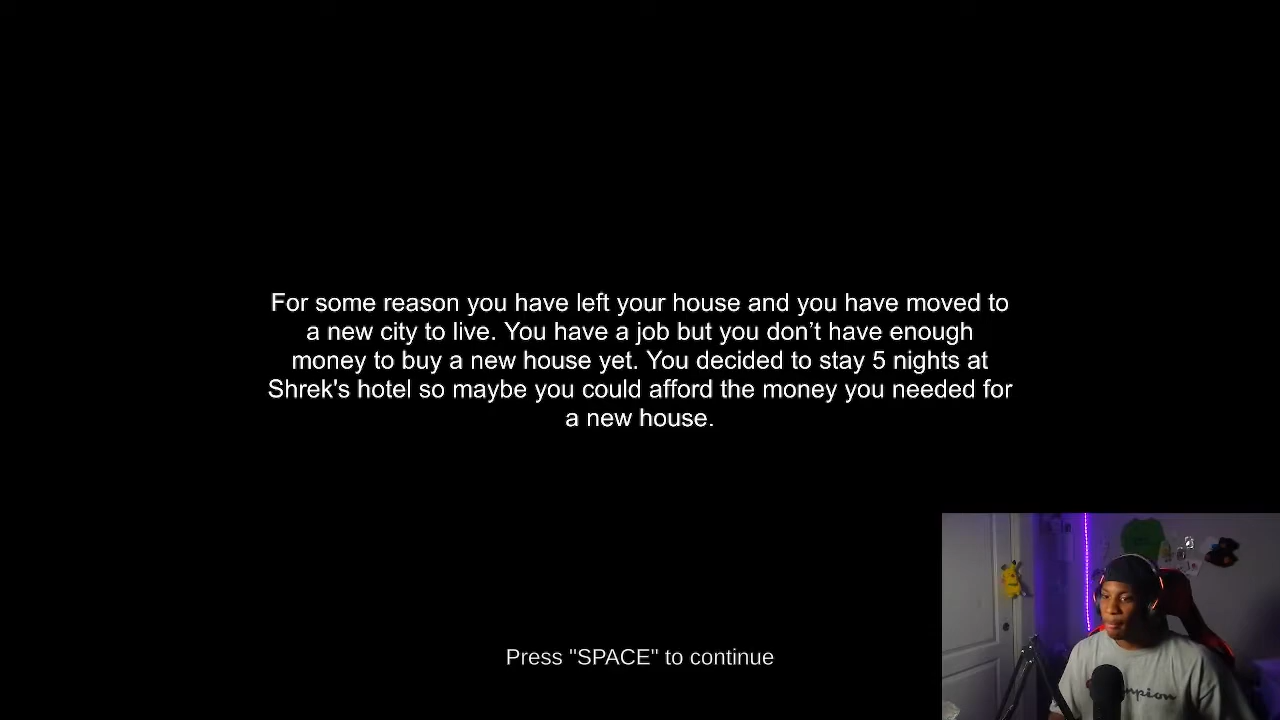 For some reason you have left your house and you have moved to
a new city to live. You have a job but you don’t have enough
money to buy a new house yet. You decided to stay 5 nights at
Shrek's hotel so maybe you could afford the money you needed for
a new house.
Press "SPACE" to continue